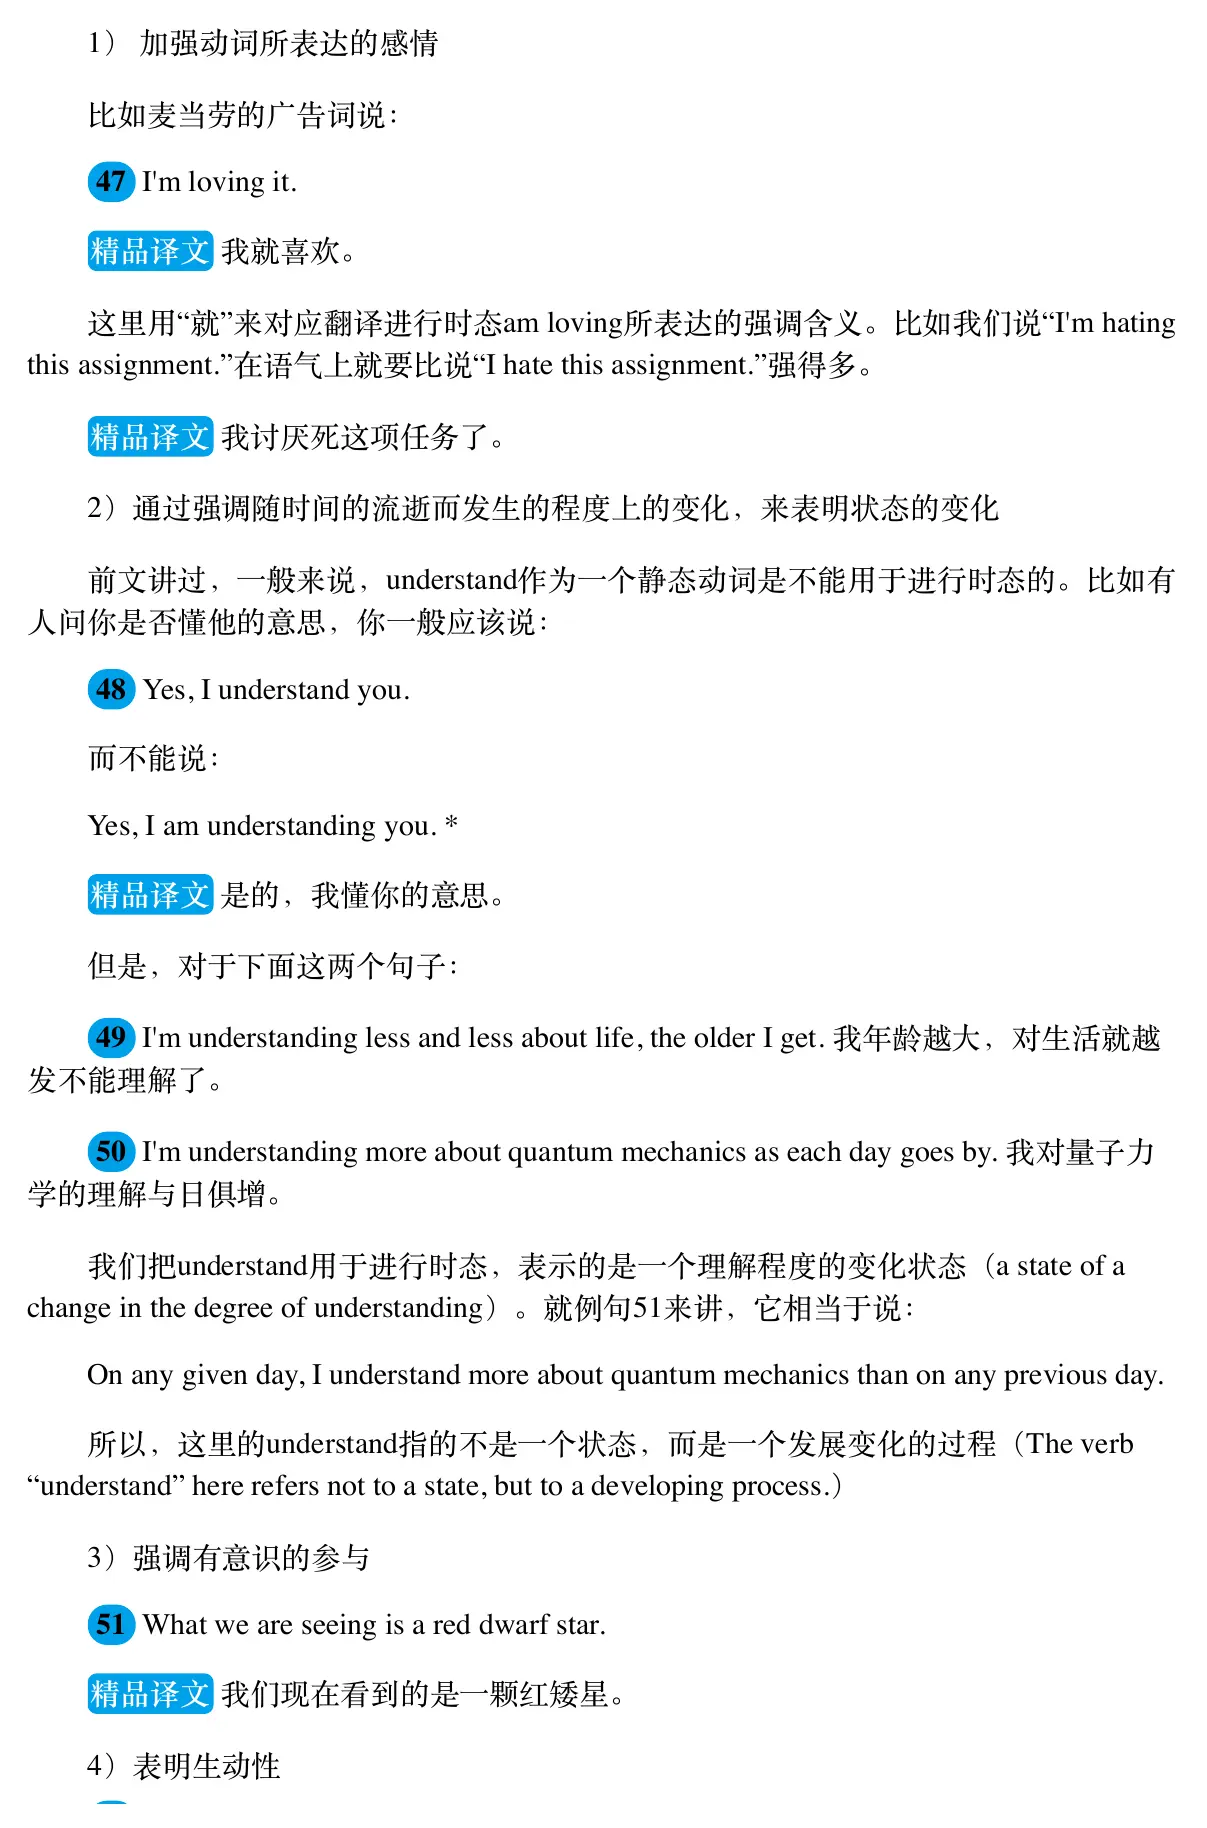 1） 加强动词所表达的感情
比如麦当劳的广告词说：
47 I'm loving it.
精品译文 我就喜欢。
这里用“就”来对应翻译进行时态am loving所表达的强调含义。比如我们说“I'm hating
this assignment.”在语气上就要比说“I hate this assignment.”强得多。
精品译文 我讨厌死这项任务了。
2）通过强调随时间的流逝而发生的程度上的变化，来表明状态的变化
前文讲过，一般来说，understand作为一个静态动词是不能用于进行时态的。比如有
人问你是否懂他的意思，你一般应该说：
48 Yes, I understand you.
而不能说：
Yes, I am understanding you. *
精品译文 是的，我懂你的意思。
但是，对于下面这两个句子：
49 I'm understanding less and less about life, the older I get. 我年龄越大，对生活就越
发不能理解了。
50 I'm understanding more about quantum mechanics as each day goes by. 我对量子力
学的理解与日俱增。
我们把understand用于进行时态，表示的是一个理解程度的变化状态（a state of a
change in the degree of understanding）。就例句51来讲，它相当于说：
On any given day, I understand more about quantum mechanics than on any previous day.
所以，这里的understand指的不是一个状态，而是一个发展变化的过程（The verb
“understand” here refers not to a state, but to a developing process.）
3）强调有意识的参与
51 What we are seeing is a red dwarf star.
精品译文 我们现在看到的是一颗红矮星。
4）表明生动性